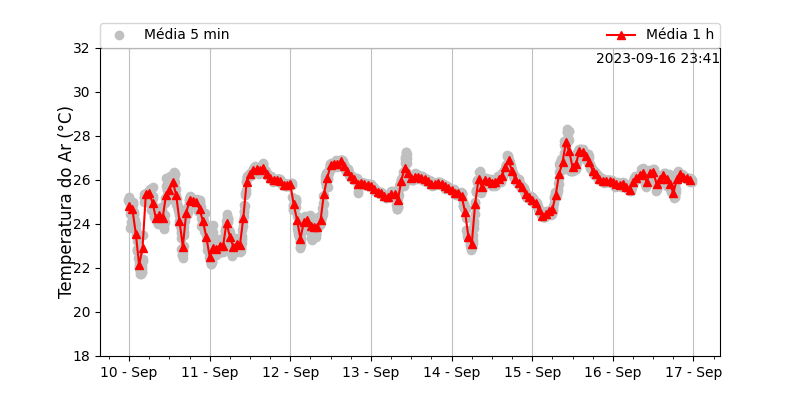 Média 5 min
Média 1 h
2023-09-16 23:41
Temperatura do Ar (°C)
32
30
28
26
24
22
20
18
10 - Sep
11 - Sep
12 - Sep
13 - Sep
14 - Sep
15 - Sep
16 - Sep
17 - Sep